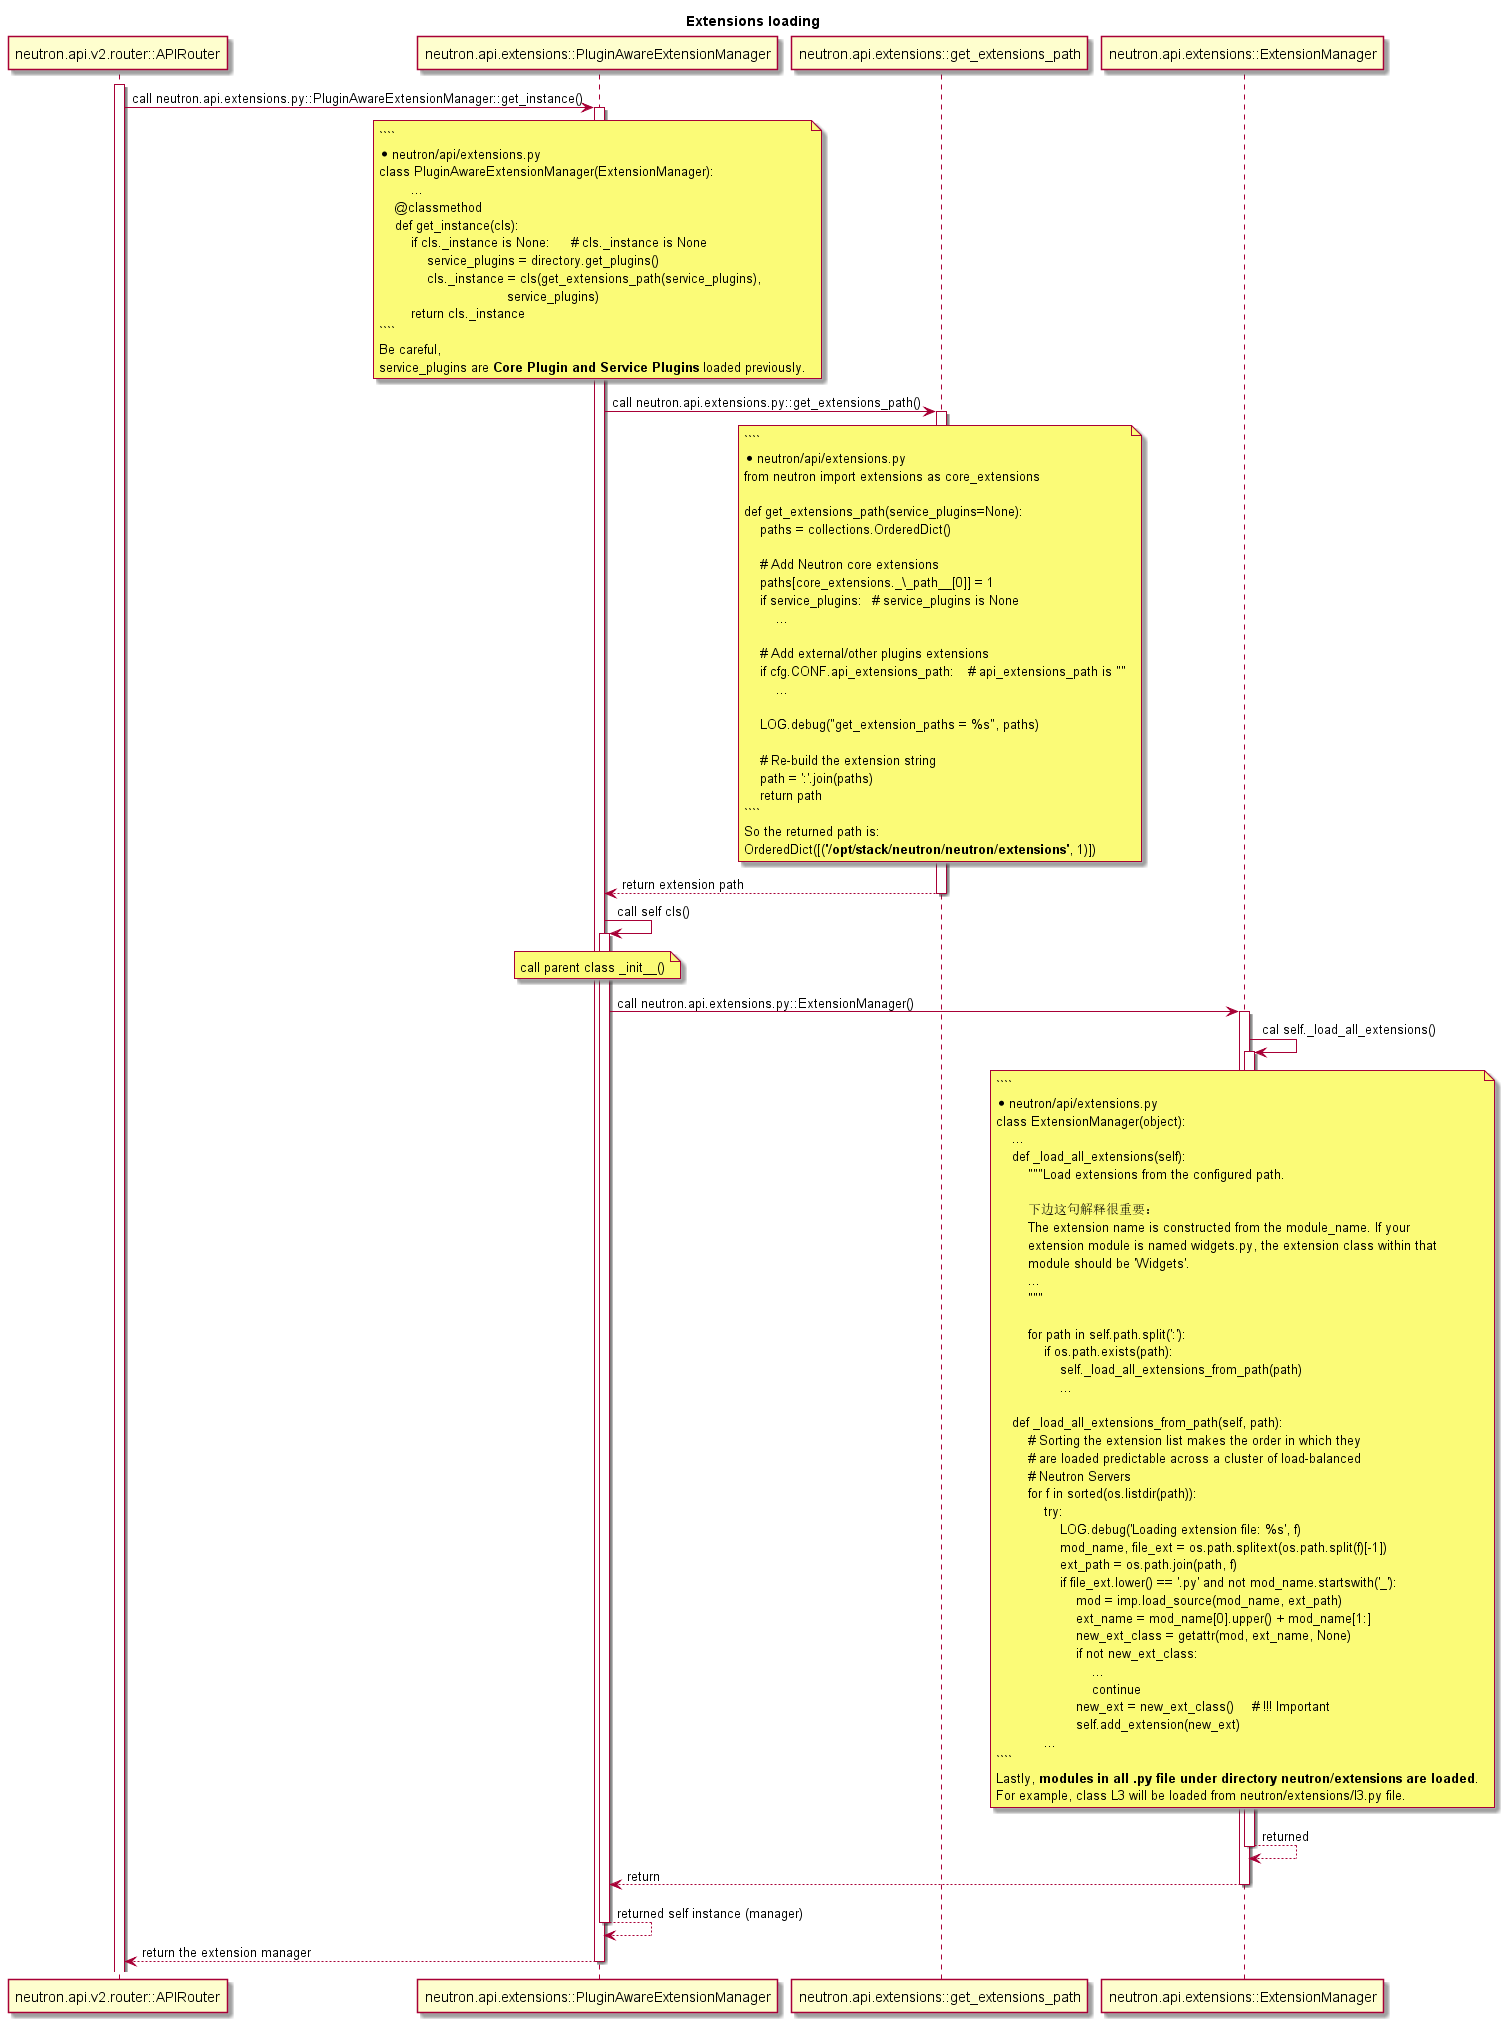 Extensions loading
neutron.api.v2.router::APIRouter
neutron.api.extensions::PluginAwareExtensionManager
neutron.api.extensions::get_extensions_path
neutron.api.extensions::ExtensionManager
call neutron.api.extensions.py::PluginAwareExtensionManager::get_instance()
````
• neutron/api/extensions.py
class PluginAwareExtensionManager(ExtensionManager):
...
@classmethod
def get_instance(cls):
if cls._instance is None: # cls._instance is None
service_plugins = directory.get_plugins()
cls._instance = cls(get_extensions_path(service_plugins),
service_plugins)
return cls._instance
````
Be careful,
service_plugins are Core Plugin and Service Plugins loaded previously.
call neutron.api.extensions.py::get_extensions_path()
````
• neutron/api/extensions.py
from neutron import extensions as core_extensions
def get_extensions_path(service_plugins=None):
paths = collections.OrderedDict()
# Add Neutron core extensions
paths[core_extensions._\_path__[0]] = 1
if service_plugins: # service_plugins is None
...
# Add external/other plugins extensions
if cfg.CONF.api_extensions_path: # api_extensions_path is ""
...
LOG.debug("get_extension_paths = %s", paths)
# Re-build the extension string
path = ':'.join(paths)
return path
````
So the returned path is:
OrderedDict([('/opt/stack/neutron/neutron/extensions', 1)])
return extension path
call self cls()
call parent class _init__()
call neutron.api.extensions.py::ExtensionManager()
cal self._load_all_extensions()
````
• neutron/api/extensions.py
class ExtensionManager(object):
...
def _load_all_extensions(self):
"""Load extensions from the configured path.
下边这句解释很重要：
The extension name is constructed from the module_name. If your
extension module is named widgets.py, the extension class within that
module should be 'Widgets'.
...
"""
for path in self.path.split(':'):
if os.path.exists(path):
self._load_all_extensions_from_path(path)
...
def _load_all_extensions_from_path(self, path):
# Sorting the extension list makes the order in which they
# are loaded predictable across a cluster of load-balanced
# Neutron Servers
for f in sorted(os.listdir(path)):
try:
LOG.debug('Loading extension file: %s', f)
mod_name, file_ext = os.path.splitext(os.path.split(f)[-1])
ext_path = os.path.join(path, f)
if file_ext.lower() == '.py' and not mod_name.startswith('_'):
mod = imp.load_source(mod_name, ext_path)
ext_name = mod_name[0].upper() + mod_name[1:]
new_ext_class = getattr(mod, ext_name, None)
if not new_ext_class:
...
continue
new_ext = new_ext_class() # !!! Important
self.add_extension(new_ext)
...
````
Lastly, modules in all .py file under directory neutron/extensions are loaded.
For example, class L3 will be loaded from neutron/extensions/l3.py file.
returned
return
returned self instance (manager)
return the extension manager
neutron.api.v2.router::APIRouter
neutron.api.extensions::PluginAwareExtensionManager
neutron.api.extensions::get_extensions_path
neutron.api.extensions::ExtensionManager